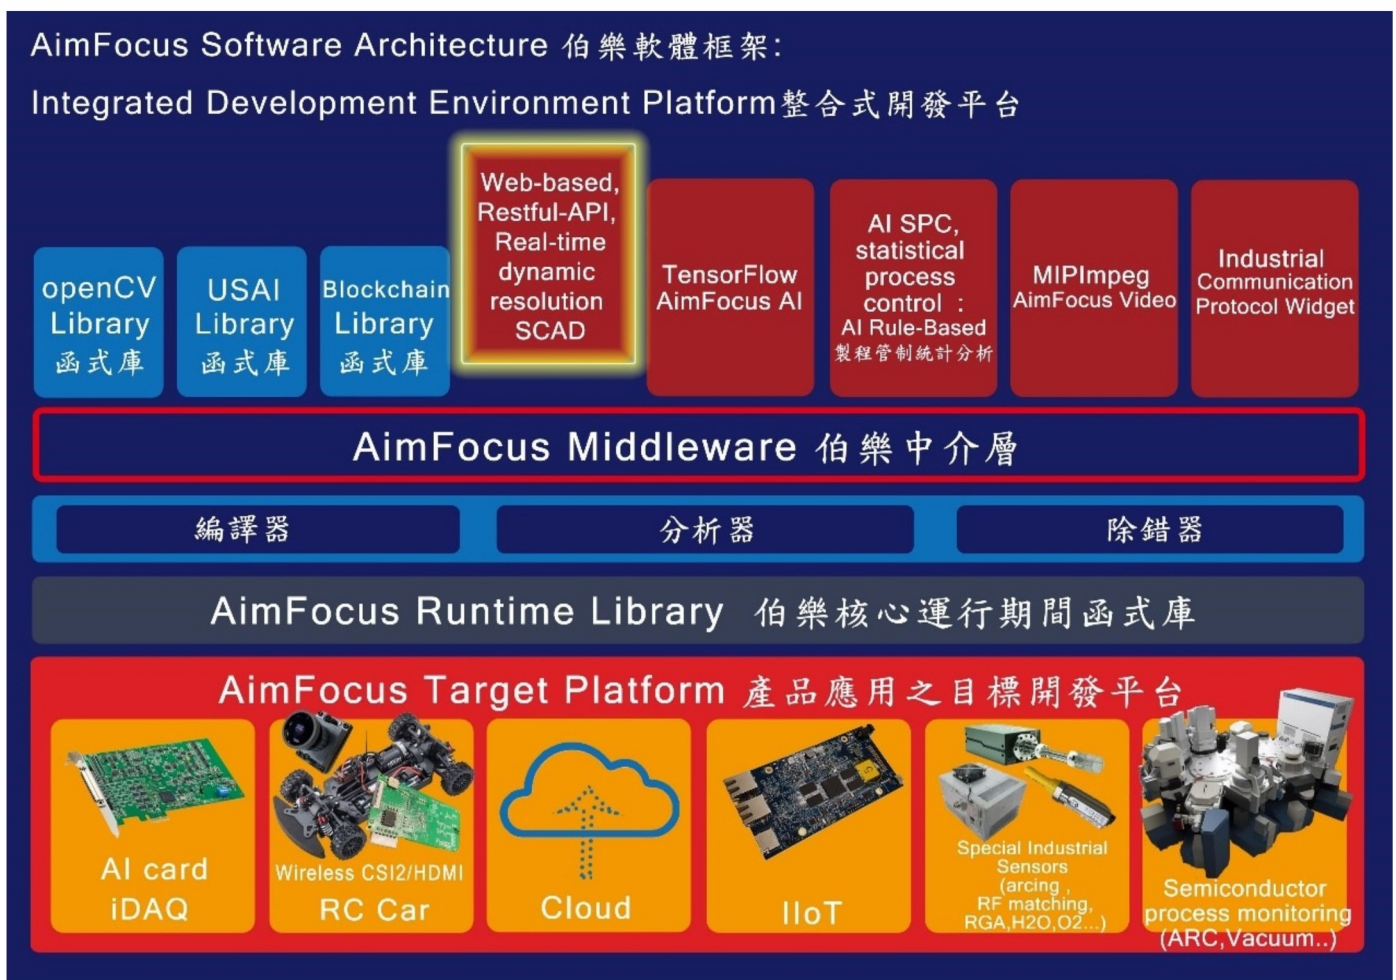 AimFocus Software Architecture 伯樂軟體框架:
Integrated Development Environment Platform整合式開發平台
openCV
Library
函式庫
USAI
Library
函式庫
Blockchain
Library
函式庫
Web-based,
Restful-API,
Real-time
dynamic
resolution
SCAD
TensorFlow
AimFocus AI
AI SPC,
statistical
process
control :
AI Rule-Based
製程管制統計分析
MIPImpeg
AimFocus Video
Industrial
Communication
Protocol Widget
AimFocus Middleware 伯樂中介層
編譯器
分析器
除錯器
AimFocus Runtime Library 伯樂核心運行期間函式庫
AimFocus Target Platform 產品應用之目標開發平台
AI card
iDAQ
Wireless CSI2/HDMI
RC Car
Cloud
IIoT
Special Industrial
Sensors
(arcing ,
RF matching,
RGA,H2O,O2...)
Semiconductor
process monitoring
(ARC,Vacuum..)